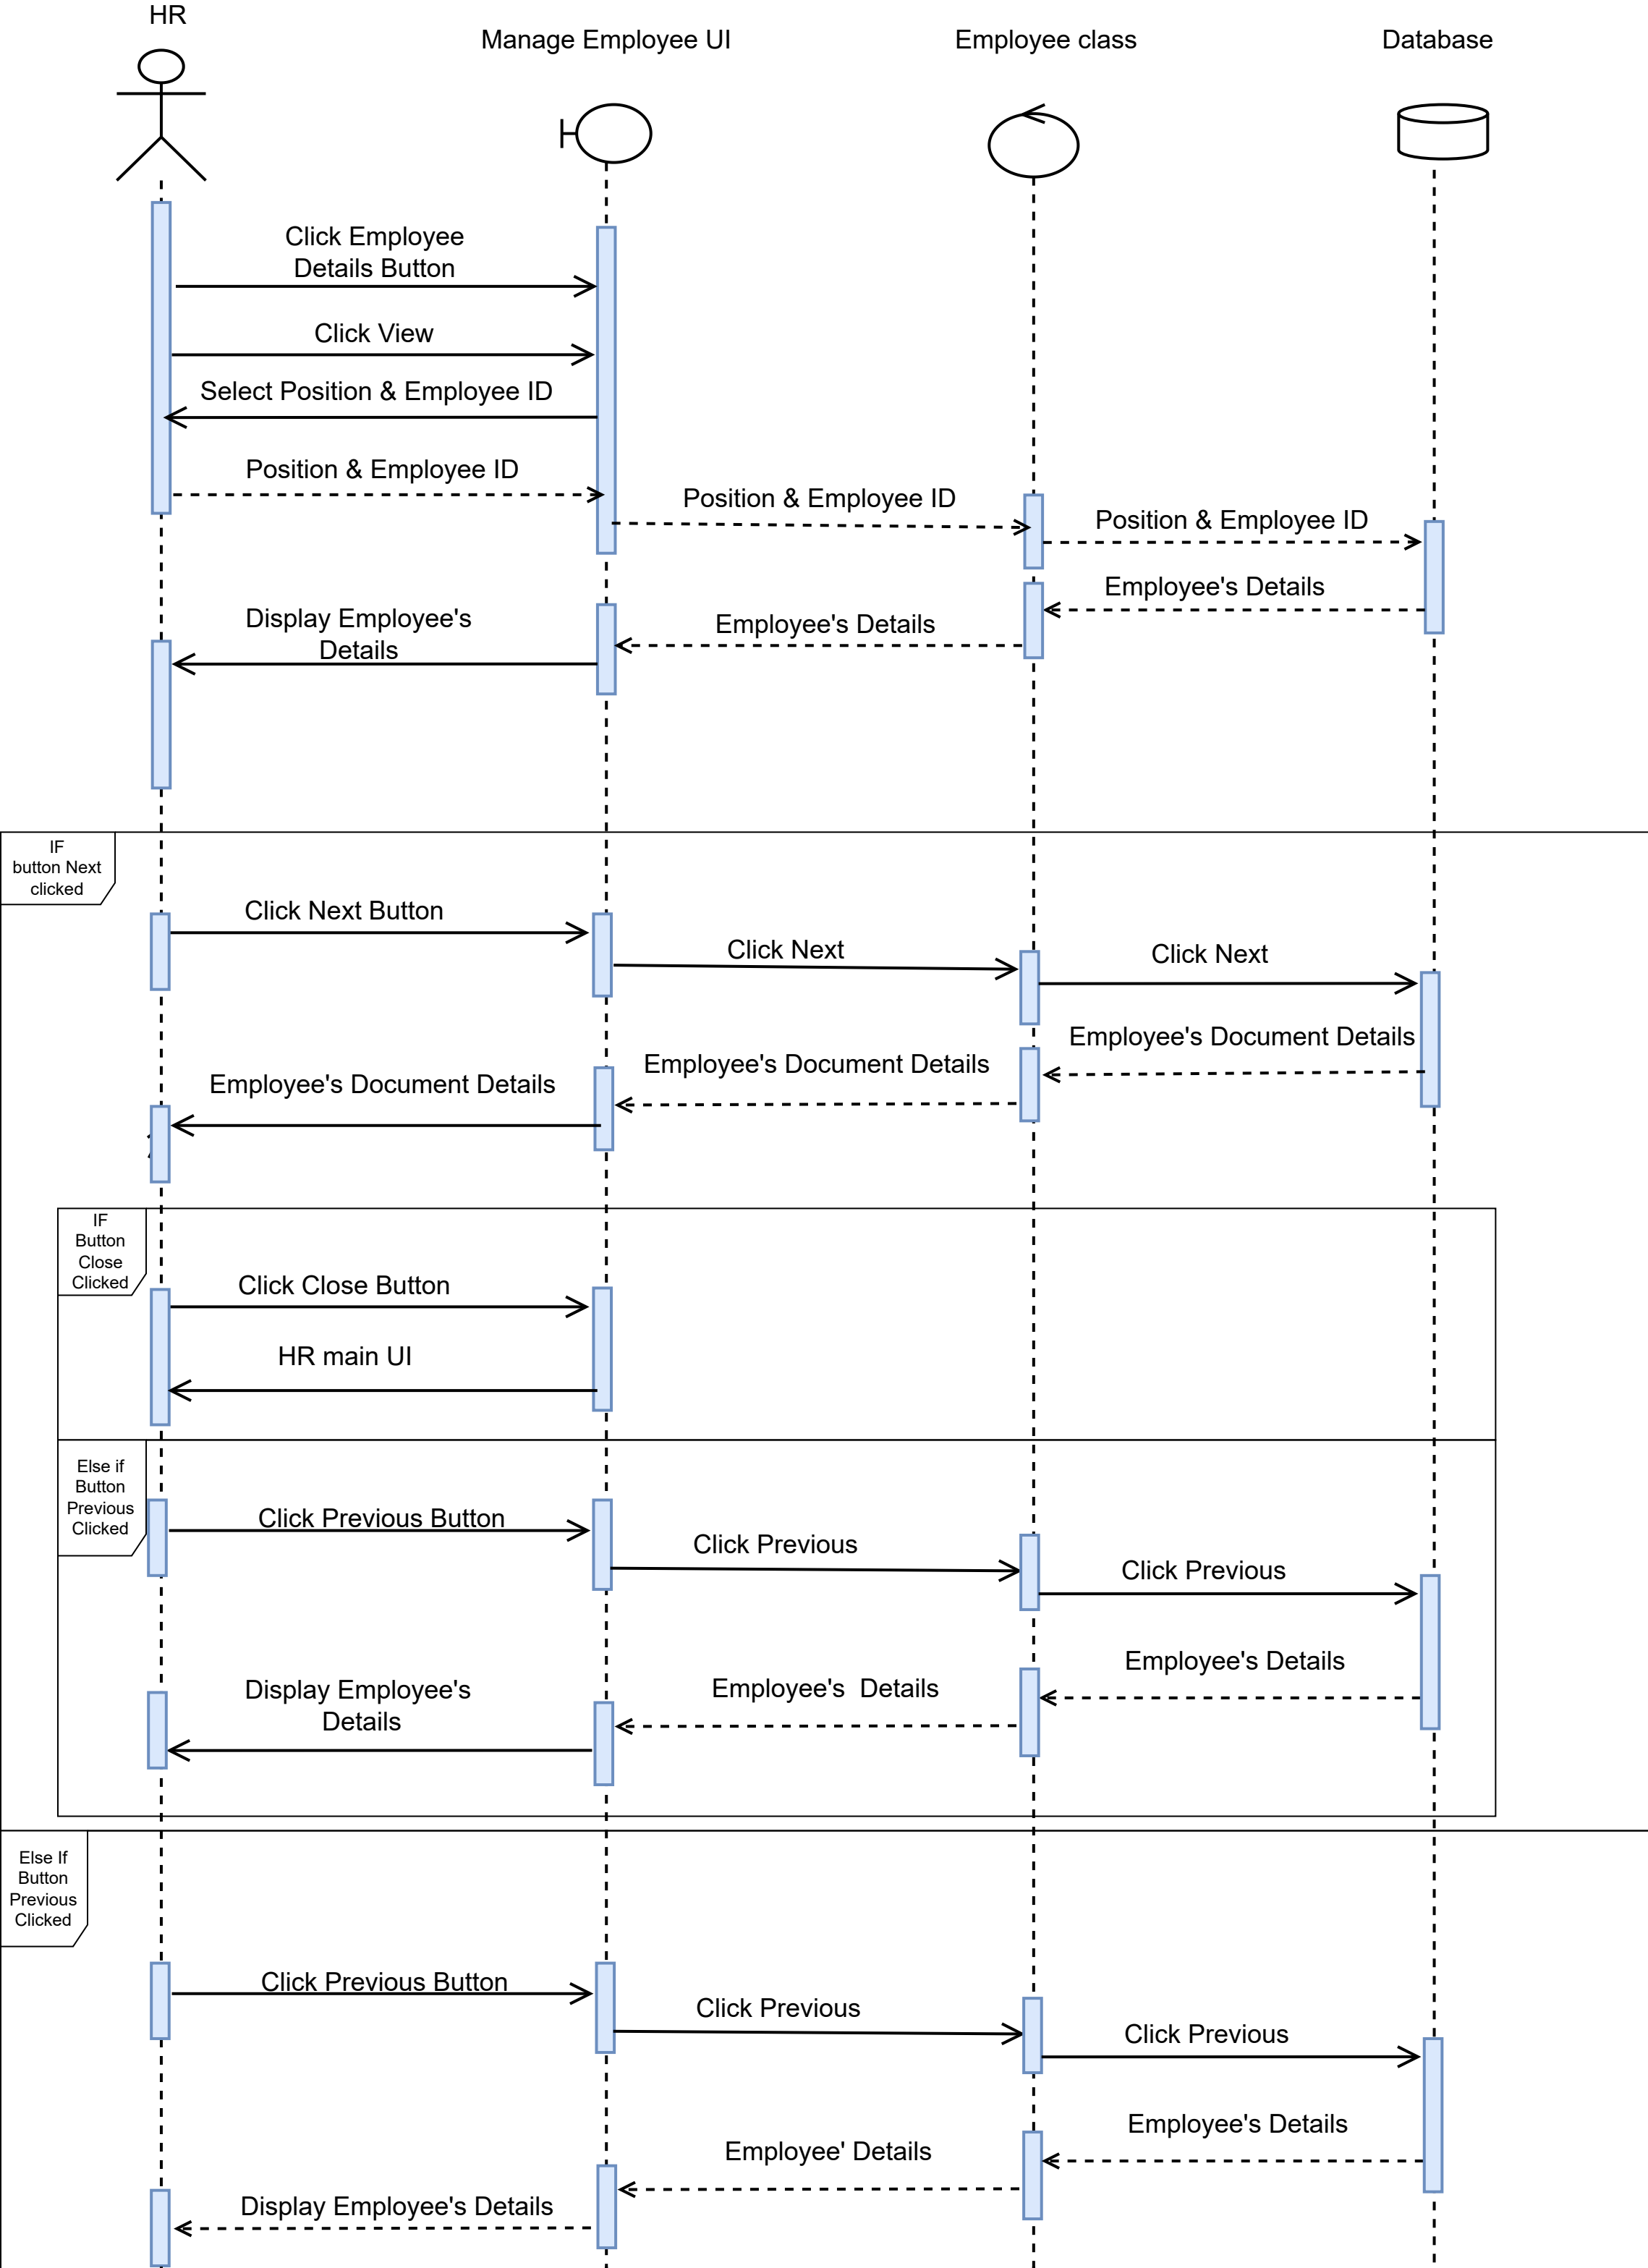 HR
Manage Employee UI
Employee class
Database
Click Employee
Details Button
Click View
Select Position & Employee ID
Position & Employee ID
Position & Employee ID
Position & Employee ID
Employee's Details
Employee's Details
Display Employee's
Details
IF
button Next
clicked
Click Next Button
Click Next
Click Next
Employee's Document Details
Employee's Document Details
Employee's Document Details
IF
Button
Close
Clicked
Click Close Button
HR main UI
Else if
Button
Previous
Clicked
Click Previous Button
Click Previous
Click Previous
Employee's Details
Employee's  Details
Display Employee's
Details
Else If
Button
Previous
Clicked
Click Previous Button
Click Previous
Click Previous
Employee's Details
Employee' Details
Display Employee's Details